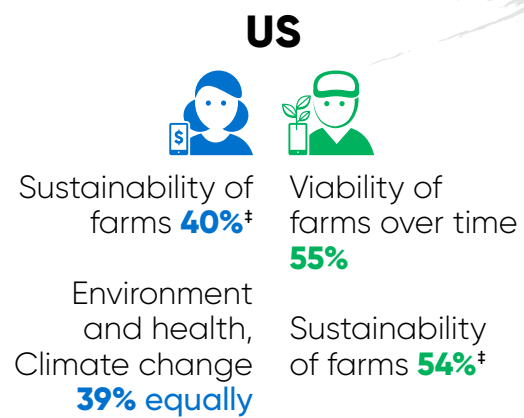 US
$
Sustainability of
farms 40%‡
Environment
and health,
Climate change
39% equally
Viability of
farms over time
55%
Sustainability
of farms 54%‡